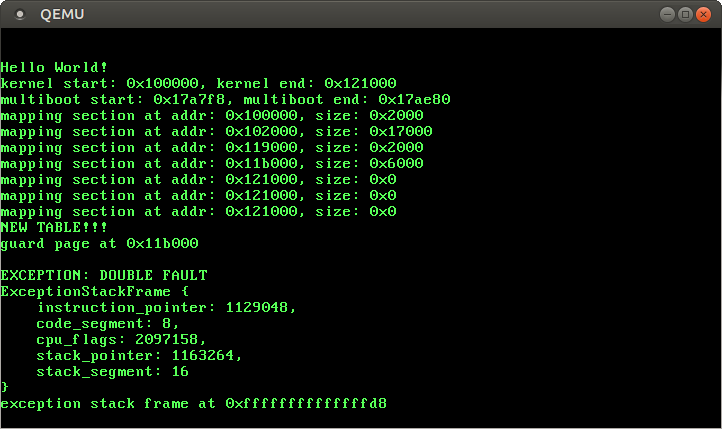 QEMU
Hello World!
kernel start: 0x100000, kernel end: 0x121000
multiboot start: 0x17a7f8, multiboot end: 0x17ae80
mapping section at addr: 0x100000, size: 0x2000
mapping section at addr: 0x102000, size: 0x17000
mapping section at addr: 0x119000, size: 0x2000
mapping section at addr: 0x11b000, size: 0x6000
mapping section at addr: 0x121000, size: 0x0
mapping section at addr: 0x121000, size: 0x0
mapping section at addr: 0x121000, size: 0x0
NEW TABLE!!!
guard page at 0x11b000
EXCEPTION: DOUBLE FAULT
ExceptionStackFrame {
    instruction_pointer: 1129048,
    code_segment: 8,
    cpu_flags: 2097158,
    stack_pointer: 1163264,
    stack_segment: 16
}
exception stack frame at 0xffffffffffffffd8